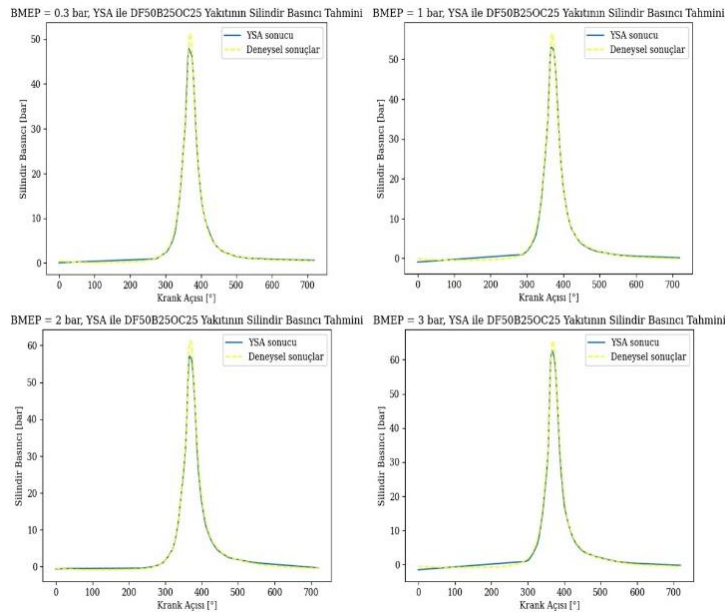 BMEP = 0.3 bar, YSA ile DF50B25OC25 Yakıtının Silindir Basıncı Tahmini
YSA sonucu
Deneysel sonuçlar
50
40
30
20
10
0
Silindir Basıncı [bar]
0 100 200 300 400 500 600 700
Krank Açısı [°]
BMEP = 1 bar, YSA ile DF50B25OC25 Yakıtının Silindir Basıncı Tahmini
YSA sonucu
Deneysel sonuçlar
50
40
30
20
10
0
Silindir Basıncı [bar]
0 100 200 300 400 500 600 700
Krank Açısı [°]
BMEP = 2 bar, YSA ile DF50B25OC25 Yakıtının Silindir Basıncı Tahmini
YSA sonucu
Deneysel sonuçlar
60
50
40
30
20
10
0
Silindir Basıncı [bar]
0 100 200 300 400 500 600 700
Krank Açısı [°]
BMEP = 3 bar, YSA ile DF50B25OC25 Yakıtının Silindir Basıncı Tahmini
YSA sonucu
Deneysel sonuçlar
60
50
40
30
20
10
0
Silindir Basıncı [bar]
0 100 200 300 400 500 600 700
Krank Açısı [°]